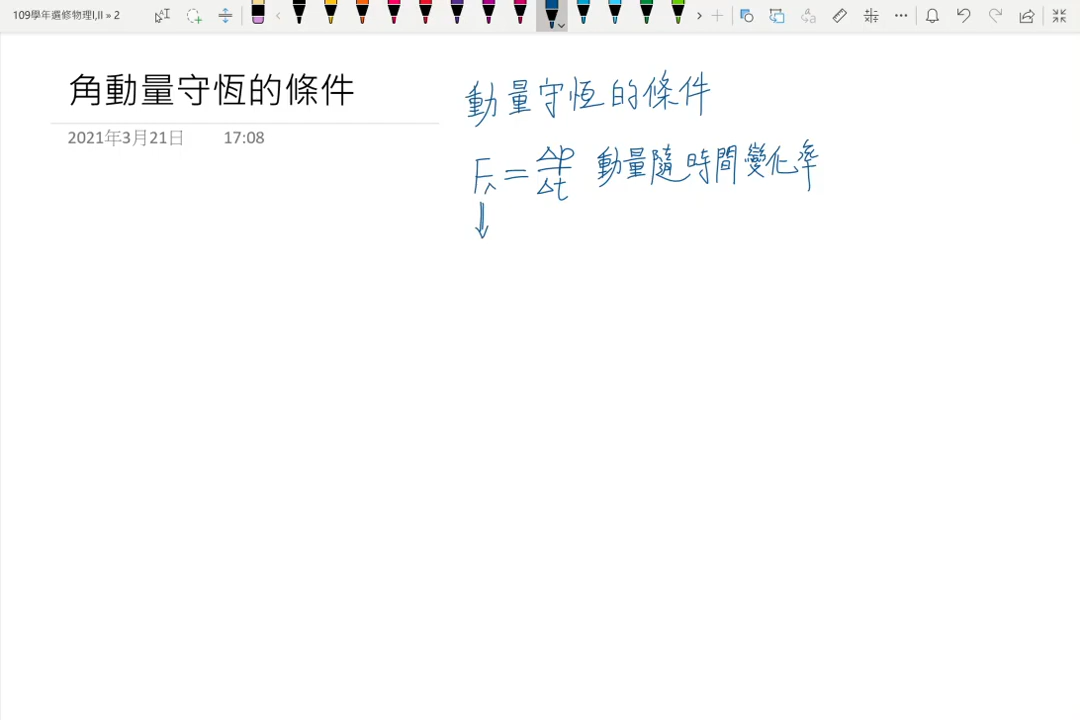 109學年選修物理I,II » 2
角動量守恆的條件
2021年3月21日 17:08
動量守恆的條件
F = Δp/Δt 動量隨時間變化率